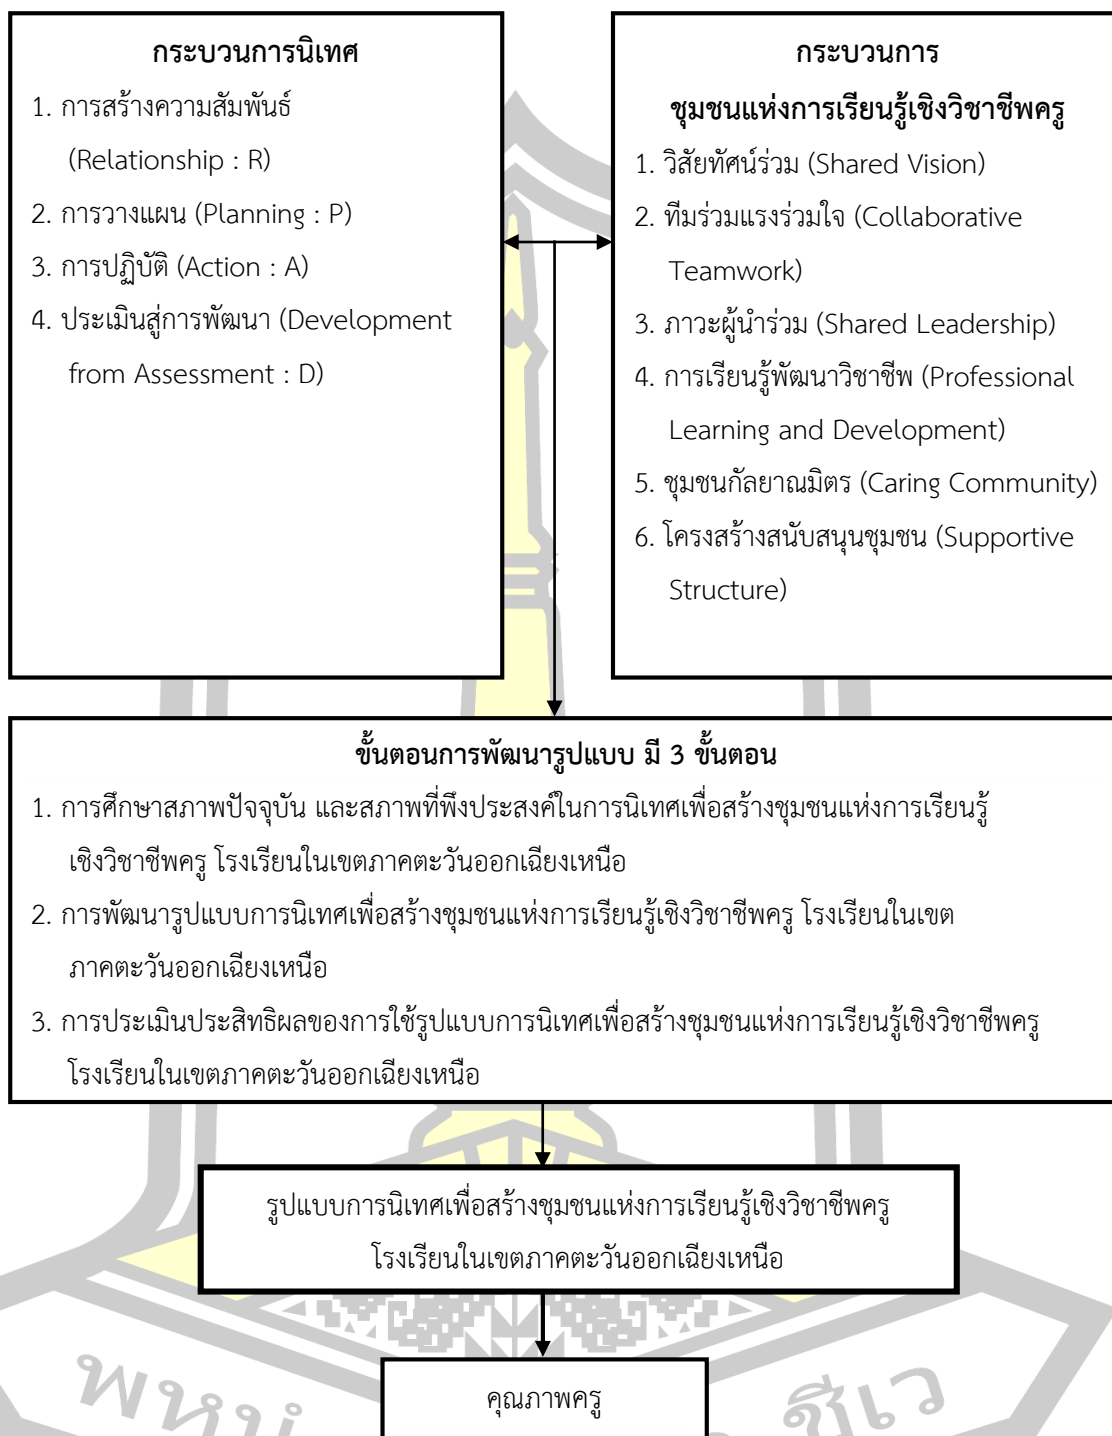 กระบวนการนิเทศ
1. การสร้างความสัมพันธ์
(Relationship : R)
2. การวางแผน (Planning : P)
3. การปฏิบัติ (Action : A)
4. ประเมินสู่การพัฒนา (Development
from Assessment : D)
กระบวนการ
ชุมชนแห่งการเรียนรู้เชิงวิชาชีพครู
1. วิสัยทัศน์ร่วม (Shared Vision)
2. ทีมร่วมแรงร่วมใจ (Collaborative
Teamwork)
3. ภาวะผู้นำร่วม (Shared Leadership)
4. การเรียนรู้พัฒนาวิชาชีพ (Professional
Learning and Development)
5. ชุมชนกัลยาณมิตร (Caring Community)
6. โครงสร้างสนับสนุนชุมชน (Supportive
Structure)
ขั้นตอนการพัฒนารูปแบบ มี 3 ขั้นตอน
1. การศึกษาสภาพปัจจุบัน และสภาพที่พึงประสงค์ในการนิเทศเพื่อสร้างชุมชนแห่งการเรียนรู้
เชิงวิชาชีพครู โรงเรียนในเขตภาคตะวันออกเฉียงเหนือ
2. การพัฒนารูปแบบการนิเทศเพื่อสร้างชุมชนแห่งการเรียนรู้เชิงวิชาชีพครู โรงเรียนในเขต
ภาคตะวันออกเฉียงเหนือ
3. การประเมินประสิทธิผลของการใช้รูปแบบการนิเทศเพื่อสร้างชุมชนแห่งการเรียนรู้เชิงวิชาชีพครู
โรงเรียนในเขตภาคตะวันออกเฉียงเหนือ
รูปแบบการนิเทศเพื่อสร้างชุมชนแห่งการเรียนรู้เชิงวิชาชีพครู
โรงเรียนในเขตภาคตะวันออกเฉียงเหนือ
คุณภาพครู